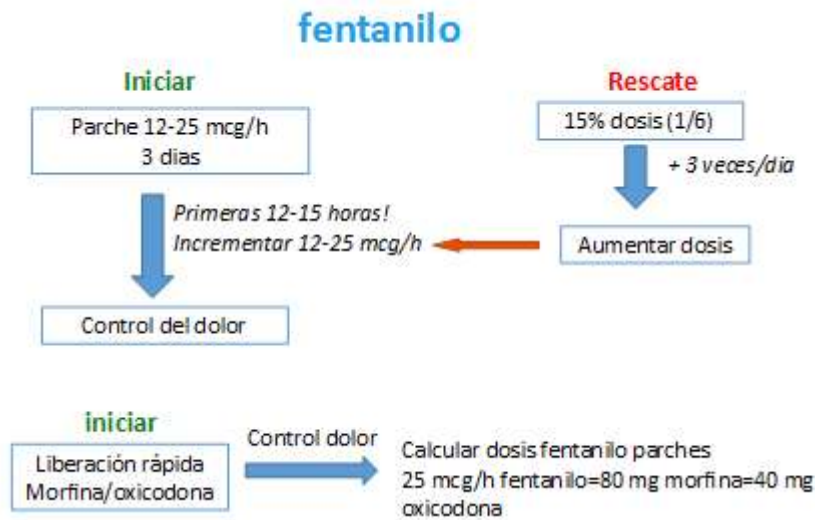 fentanilo
Iniciar
Parche 12-25 mcg/h
3 dias
Primeras 12-15 horas!
Incrementar 12-25 mcg/h
Control del dolor
Rescate
15% dosis (1/6)
+ 3 veces/dia
Aumentar dosis
iniciar
Liberación rápida
Morfina/oxicodona
Control dolor
Calcular dosis fentanilo parches
25 mcg/h fentanilo=80 mg morfina=40 mg
oxicodona